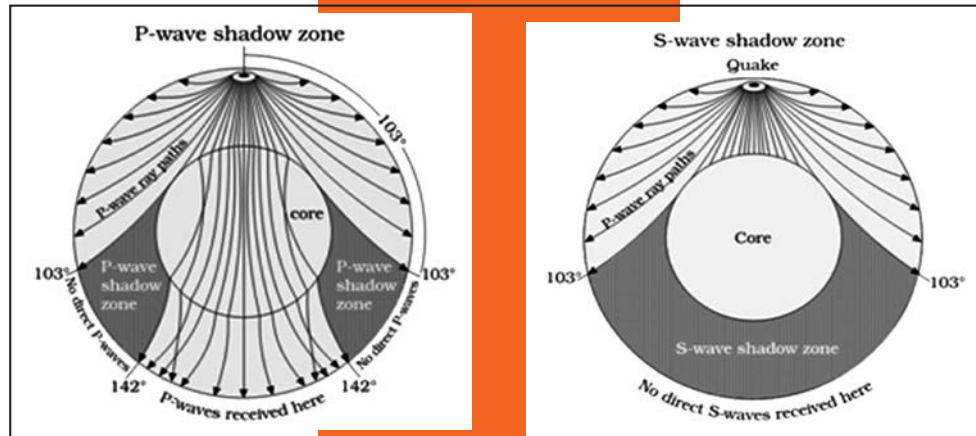 P-wave shadow zone
103°
P-wave ray paths
core
P-wave
shadow
zone
P-wave
shadow
zone
103°
103°
No direct P-waves
No direct P-waves
142°
142°
P-waves received here
S-wave shadow zone
Quake
P-wave ray paths
Core
103°
103°
S-wave shadow zone
No direct S-waves received here